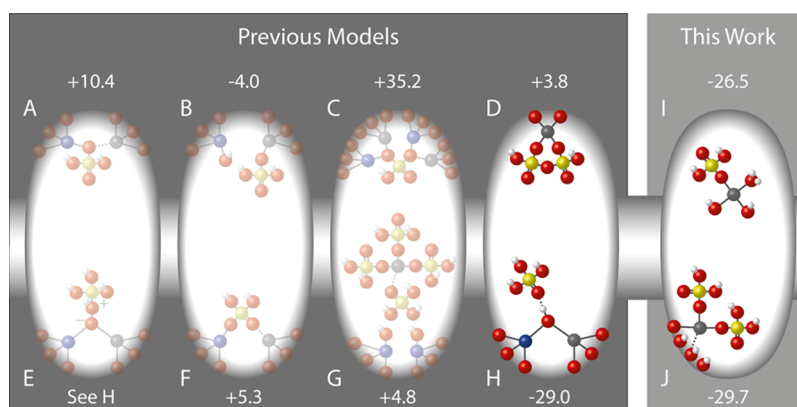 Previous Models
This Work
+10.4
-4.0
+35.2
+3.8
-26.5
A
B
C
D
I
E
F
G
H
J
See H
+5.3
+4.8
-29.0
-29.7